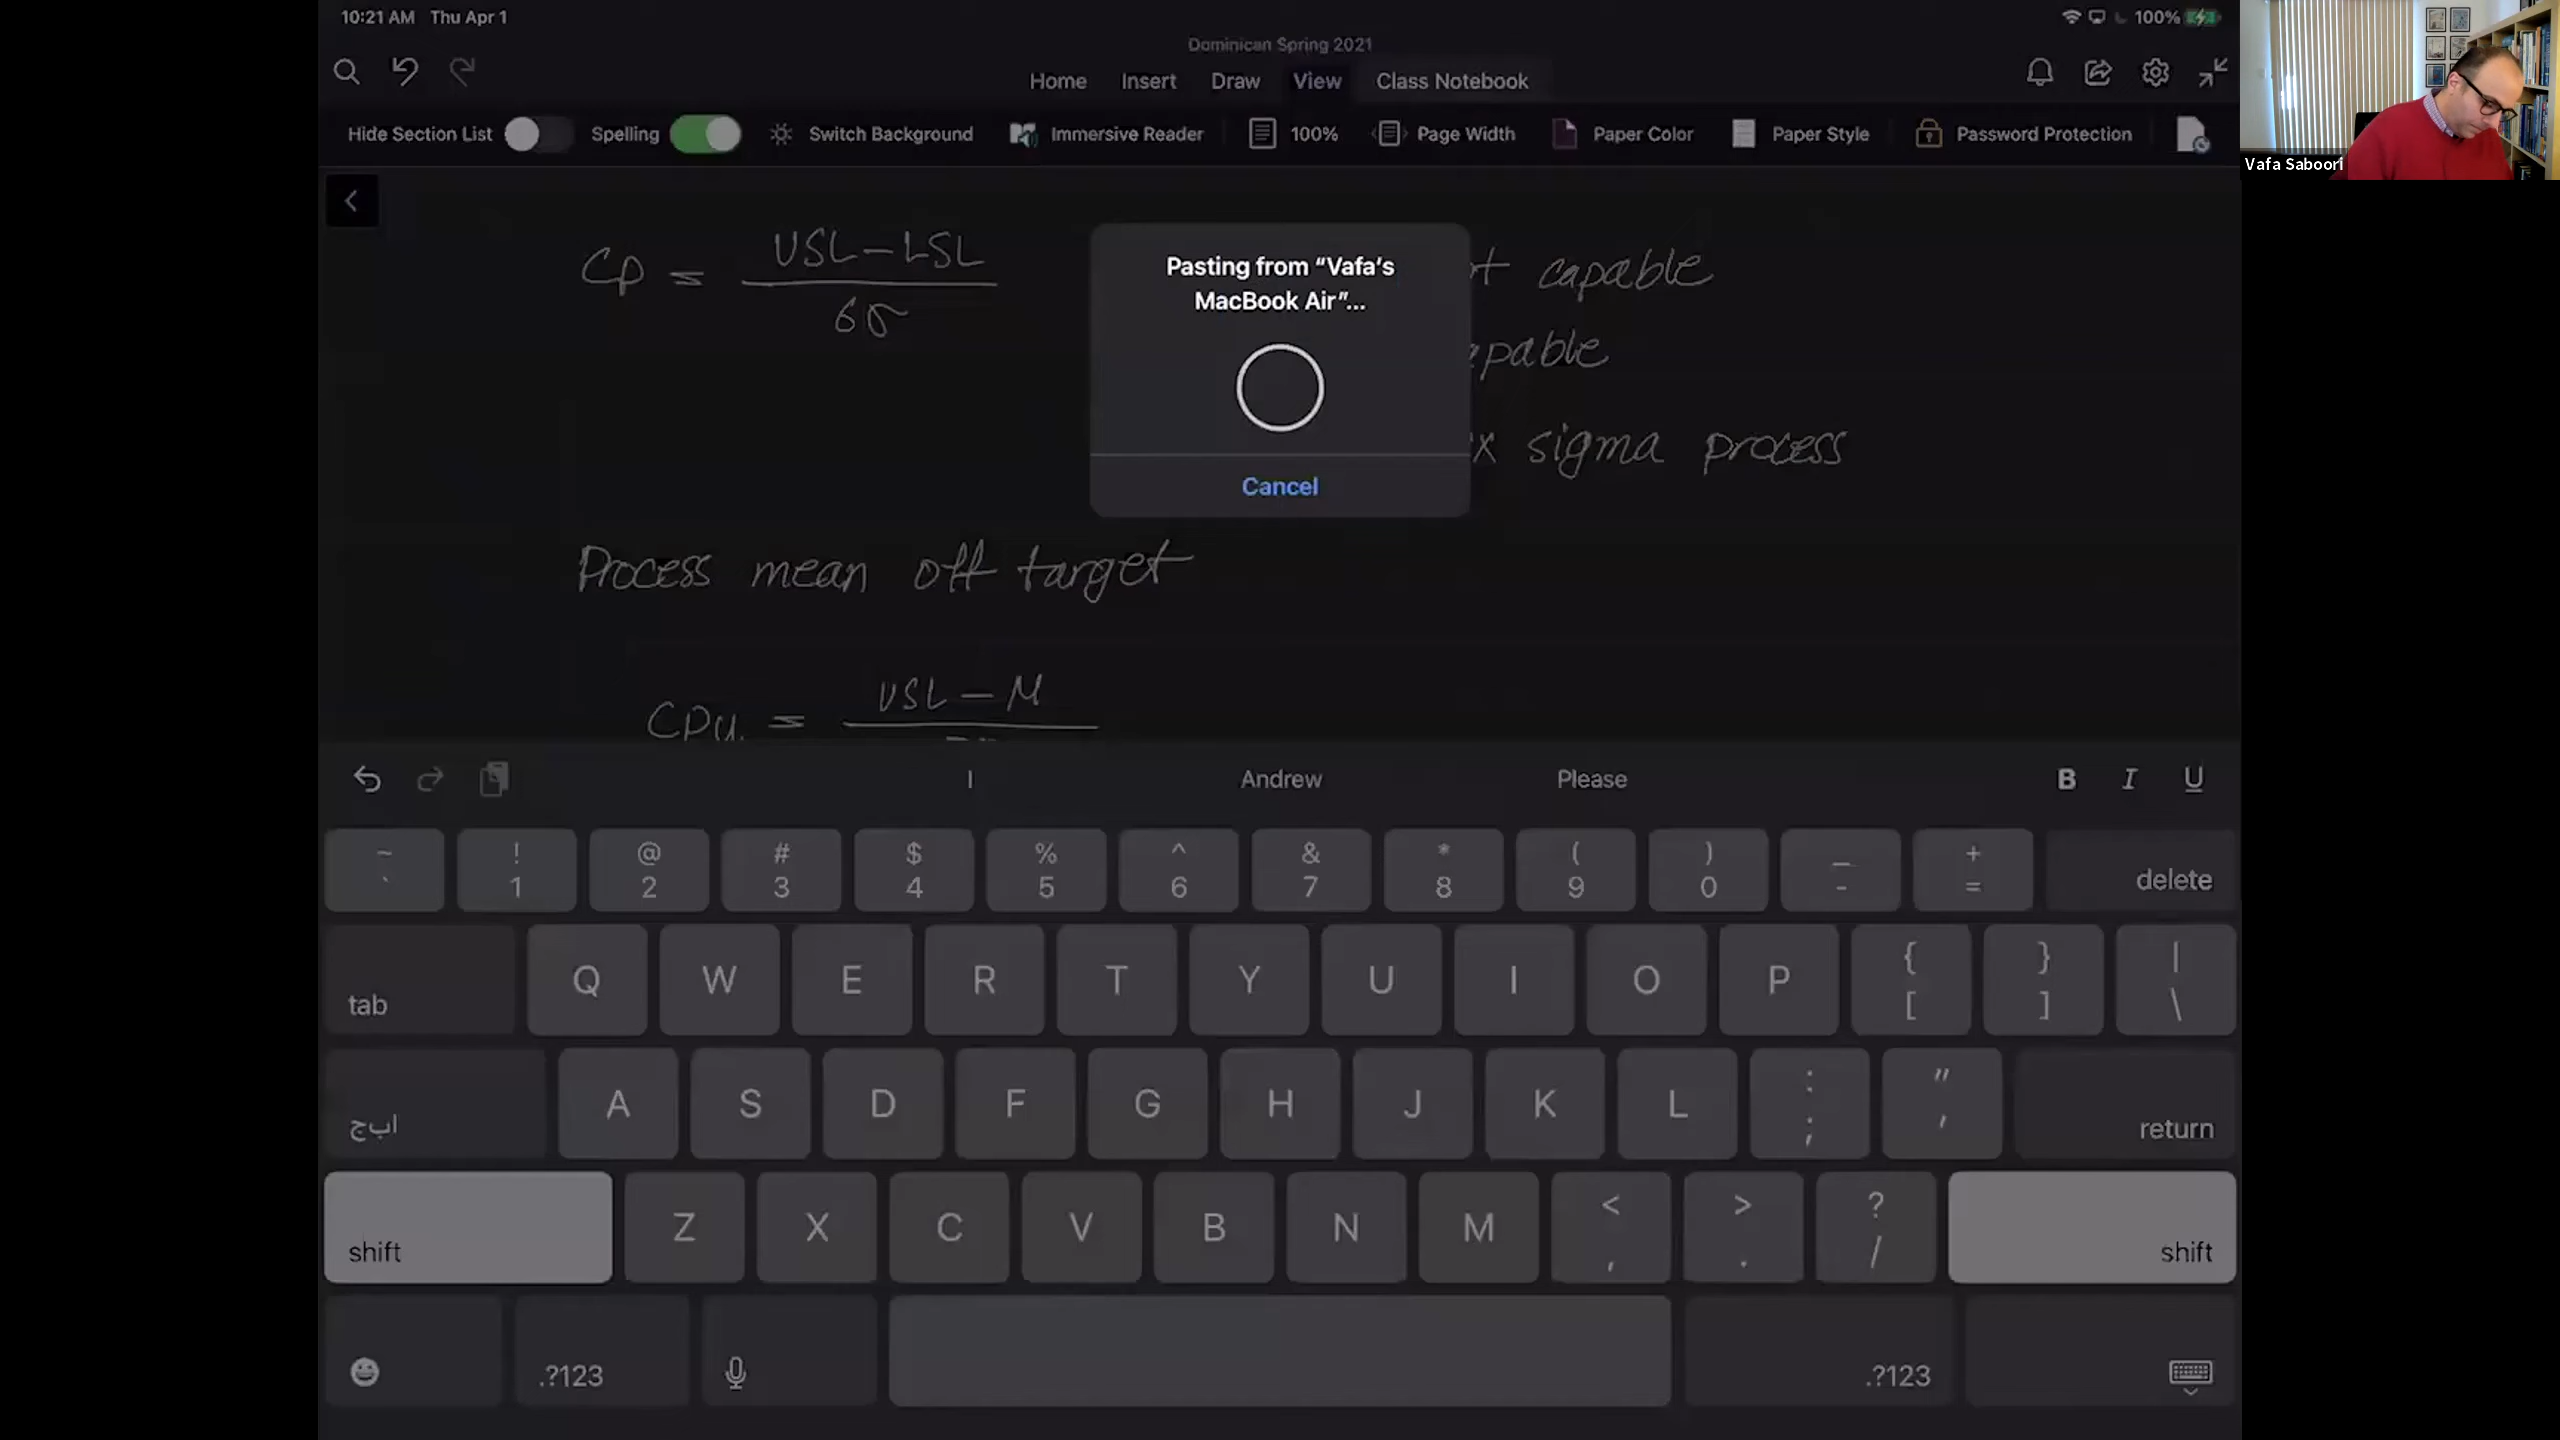 10:21 AM Thu Apr 1
100%
Dominican Spring 2021
Home Insert Draw View Class Notebook
Hide Section List Spelling Switch Background Immersive Reader 100% Page Width Paper Color Paper Style Password Protection
Vafa Saboori
Cp = USL-LSL
6σ
capable
Pasting from “Vafa's
MacBook Air”...
Cancel
sigma process
Process mean off target
Cpu = USL - M
I Andrew Please B I U
~ ! @ # $ % ^ & * ( ) _ +
` 1 2 3 4 5 6 7 8 9 0 - = delete
tab Q W E R T Y U I O P { [ } ] | \
ابج A S D F G H J K L : ; " ' return
shift Z X C V B N M < , > . ? / shift
.?123 .?123